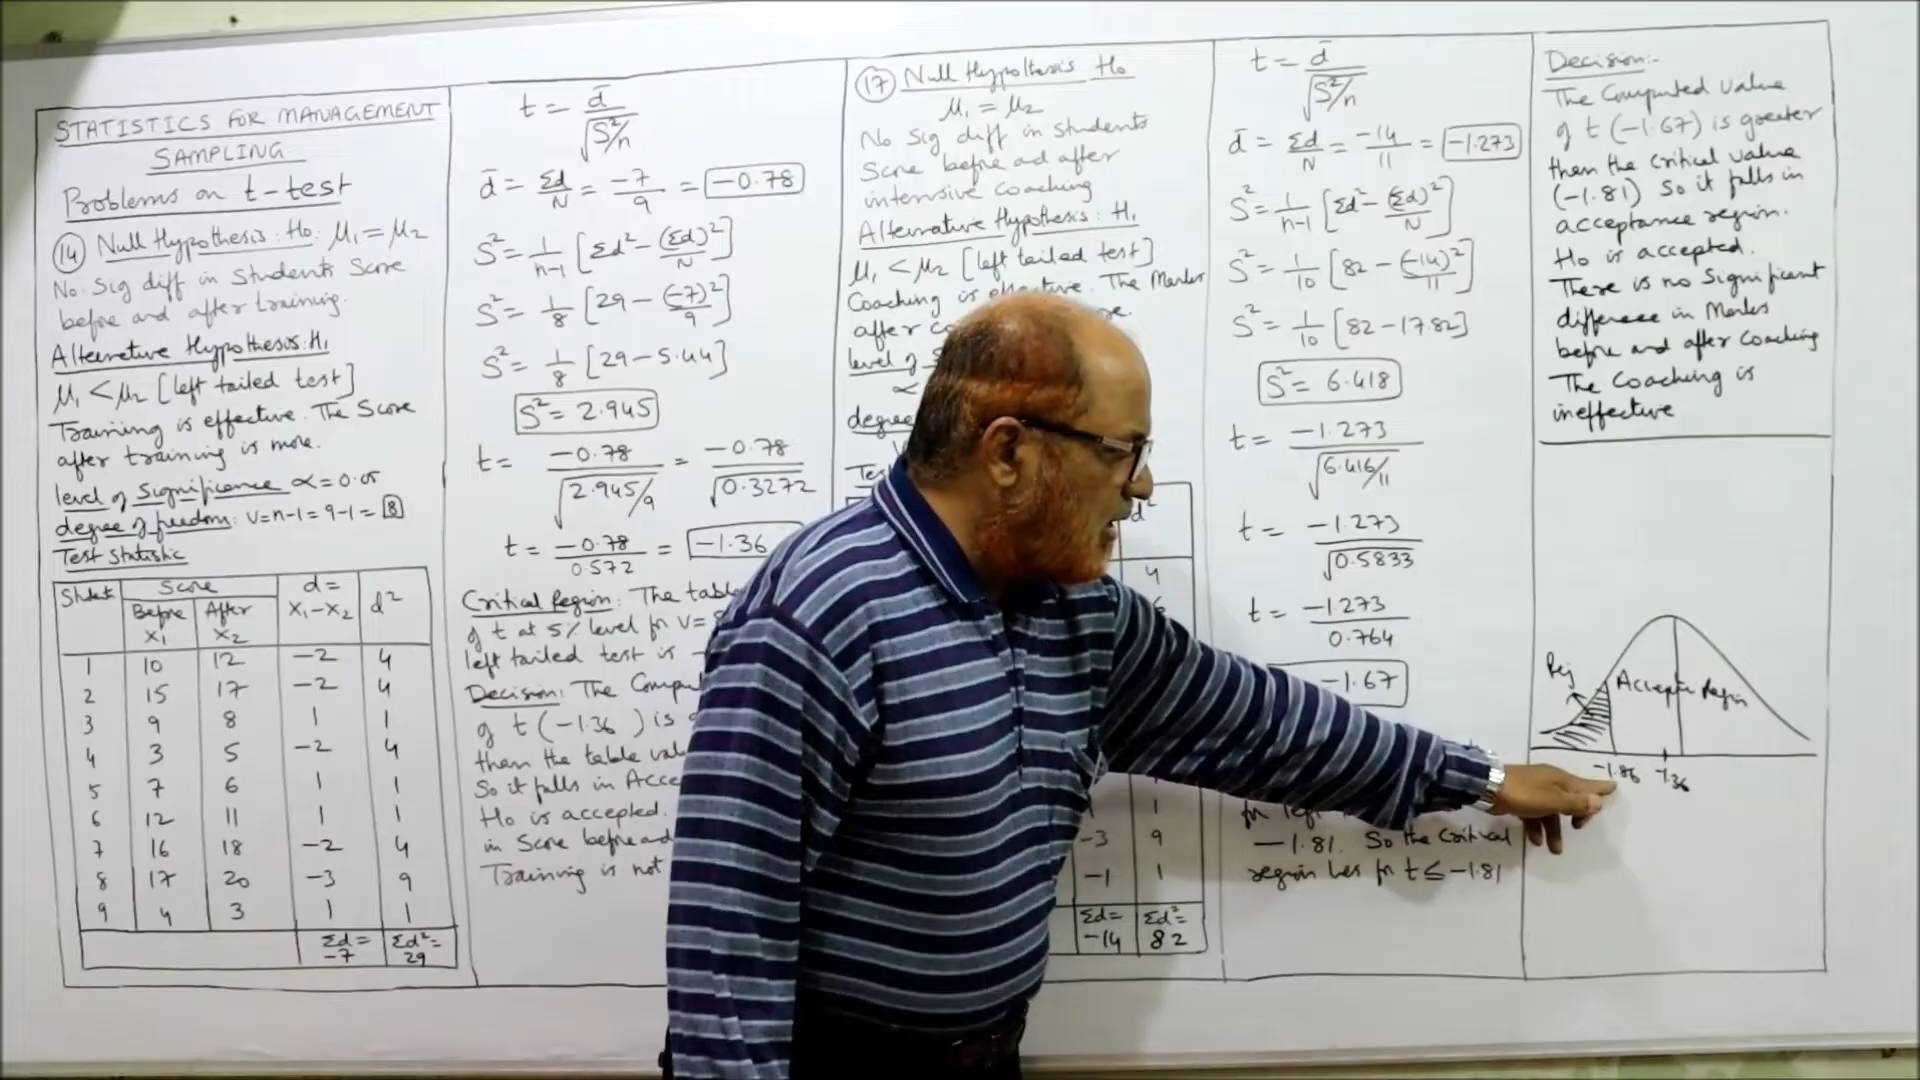 STATISTICS FOR MANAGEMENT
SAMPLING
Problems on t-test
14 Null Hypothesis: H₀: μ₁ = μ₂
No. Sig diff in Students Score
before and after training.
Alternative Hypothesis: H₁
μ₁ < μ₂ [left tailed test]
Training is effective. The Score
after training is more.
level of Significance α = 0.05
degree of freedom: V = n-1 = 9-1 = 8
Test Statistic
Student Score d = X₁-X₂ d²
Before X₁ After X₂
1 10 12 -2 4
2 15 17 -2 4
3 9 8 1 1
4 3 5 -2 4
5 7 6 1 1
6 12 11 1 1
7 16 18 -2 4
8 17 20 -3 9
9 4 3 1 1
Σd = -7 Σd² = 29
t = d̄ / √(S²/n)
d̄ = Σd/N = -7/9 = -0.78
S² = 1/(n-1) [Σd² - (Σd)²/N]
S² = 1/8 [29 - (-7)²/9]
S² = 1/8 [29 - 5.44]
S² = 2.945
t = -0.78/√(2.945/9) = -0.78/√0.3272
t = -0.78/0.572 = -1.36
Critical Region: The
of t at 5% level for V =
left tailed test is
Decision: The
of t (-1.36) is
than the table
So it falls in
H₀ is accepted.
in Score before and
Training is not
17 Null Hypothesis H₀
μ₁ = μ₂
No Sig diff in Students
Score before and after
intensive coaching
Alternative Hypothesis: H₁
μ₁ < μ₂ [left tailed test]
Coaching is effective. The Marks
after
level of
α
degree
d²
4
1
-3 9
-1 1
Σd = -14 Σd² = 82
t = d̄ / √(S²/n)
d̄ = Σd/N = -14/11 = -1.273
S² = 1/(n-1) [Σd² - (Σd)²/N]
S² = 1/10 [82 - (-14)²/11]
S² = 1/10 [82 - 17.82]
S² = 6.418
t = -1.273/√(6.416/11)
t = -1.273/√0.5833
t = -1.273/0.764
-1.67
for left
-1.81. So the Critical
region lies for t ≤ -1.81
Decision:-
The Computed value
of t (-1.67) is greater
than the Critical value
(-1.81) So it falls in
acceptance region.
H₀ is accepted.
There is no Significant
difference in Marks
before and after Coaching
The Coaching is
ineffective
Rej
Region
-1.86 -1.36